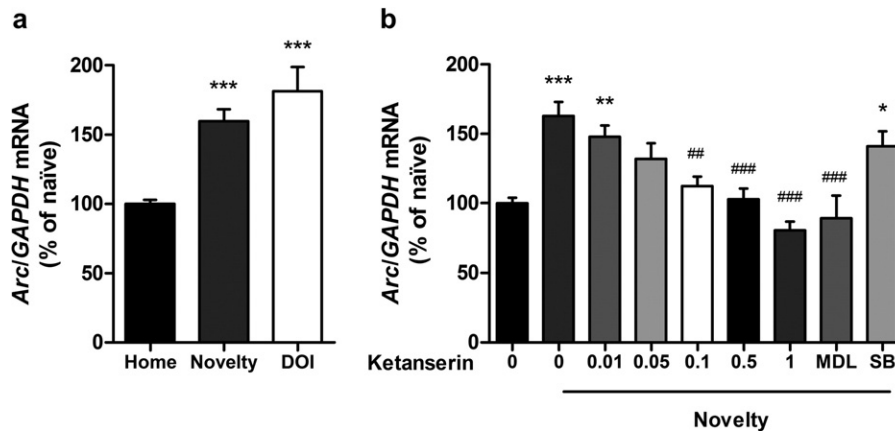 a
Arc/GAPDH mRNA
(% of naïve)
200
150
100
50
0
***
***
Home Novelty DOI
b
Arc/GAPDH mRNA
(% of naïve)
200
150
100
50
0
***
**
##
###
###
###
*
Ketanserin 0 0 0.01 0.05 0.1 0.5 1 MDL SB
Novelty